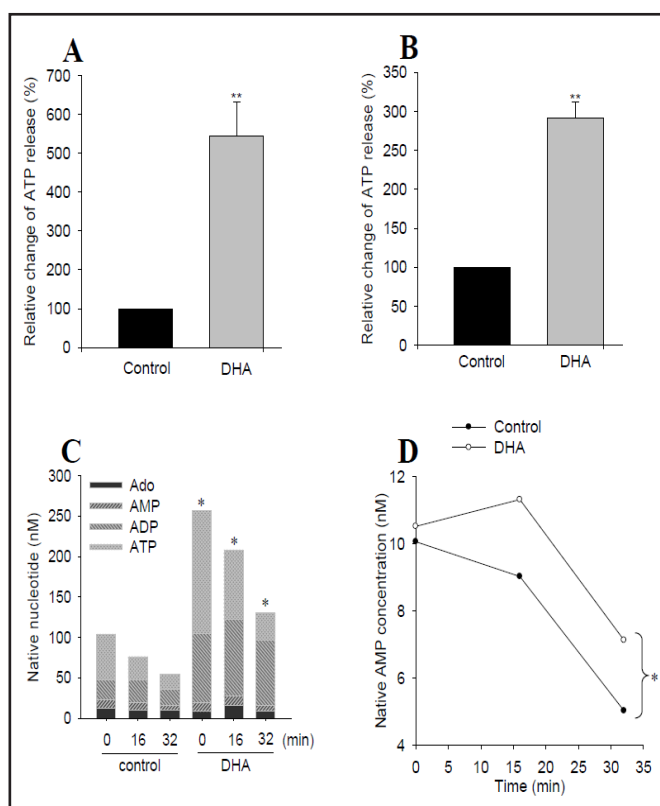 A
Relative change of ATP release (%)
700
600
500
400
300
200
100
0
**
Control
DHA
B
Relative change of ATP release (%)
350
300
250
200
150
100
50
0
**
Control
DHA
C
Native nucleotide (nM)
300
250
200
150
100
50
0
Ado
AMP
ADP
ATP
*
*
*
0 16 32 0 16 32 (min)
control DHA
D
Control
DHA
Native AMP concentration (nM)
12
10
8
6
4
*
0 5 10 15 20 25 30 35 40
Time (min)